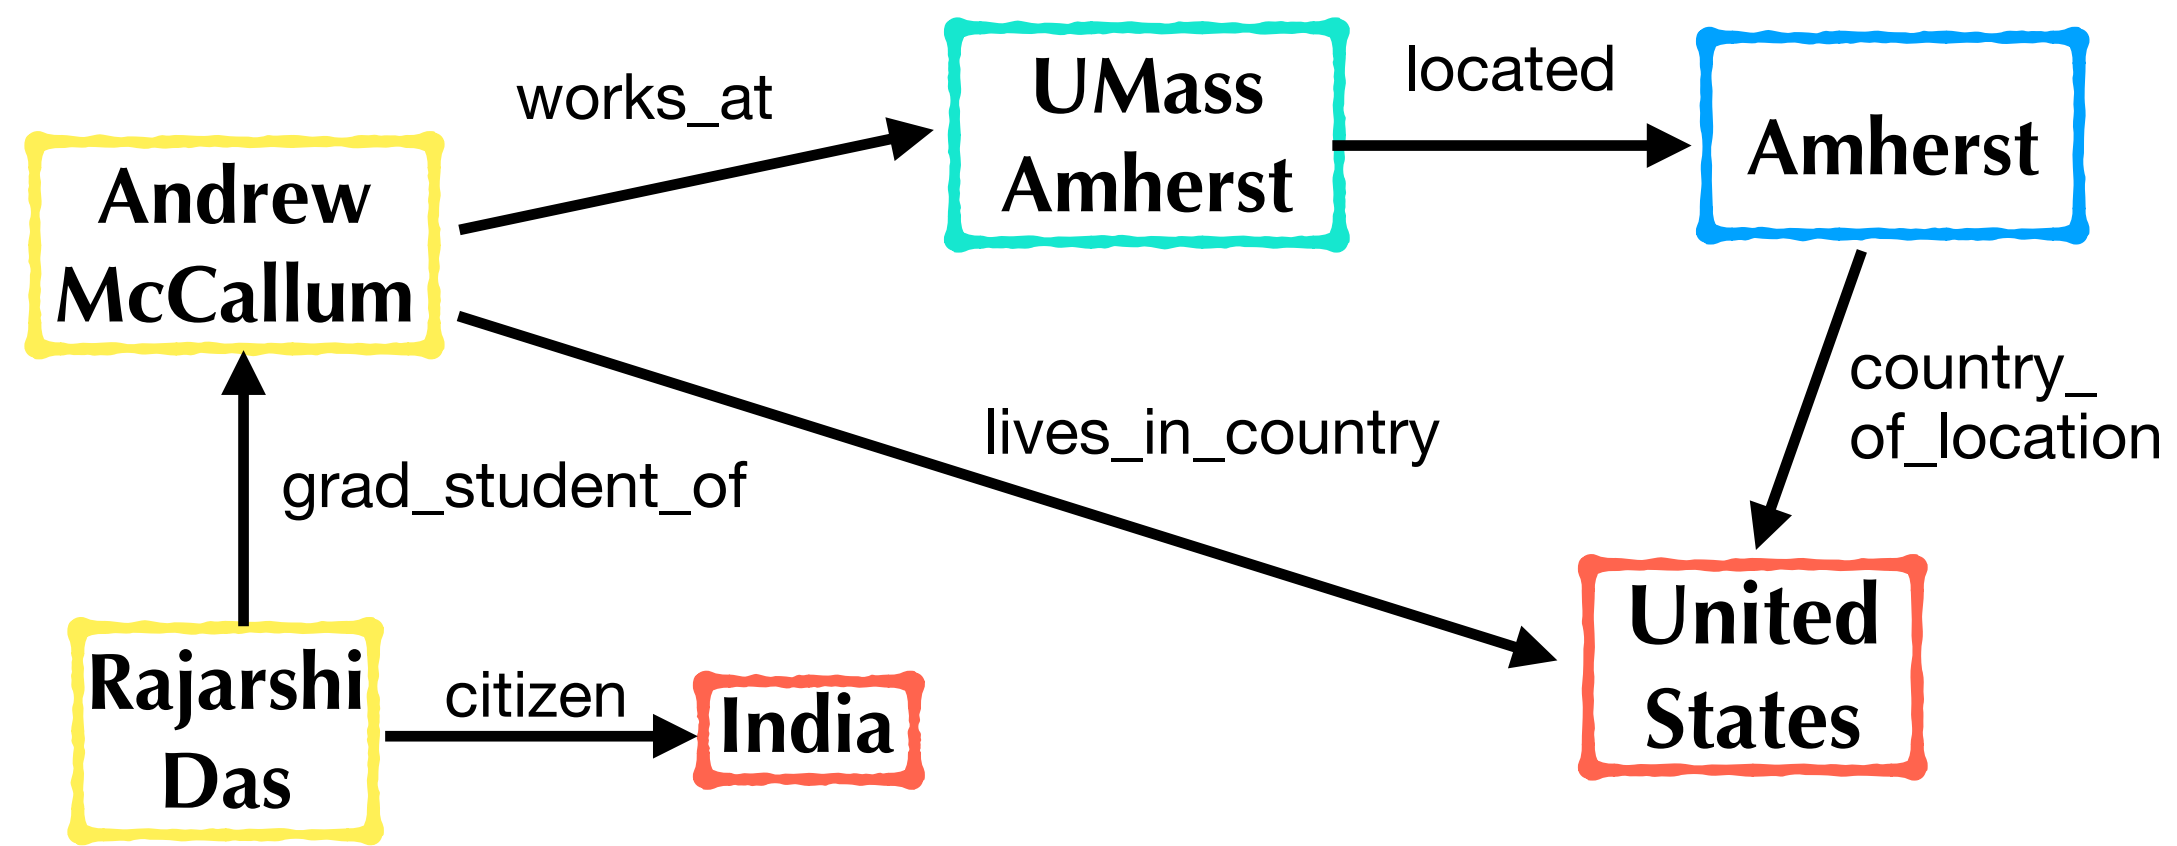 Andrew
McCallum
works_at
UMass
Amherst
located
Amherst
country_
of_location
lives_in_country
United
States
grad_student_of
Rajarshi
Das
citizen
India